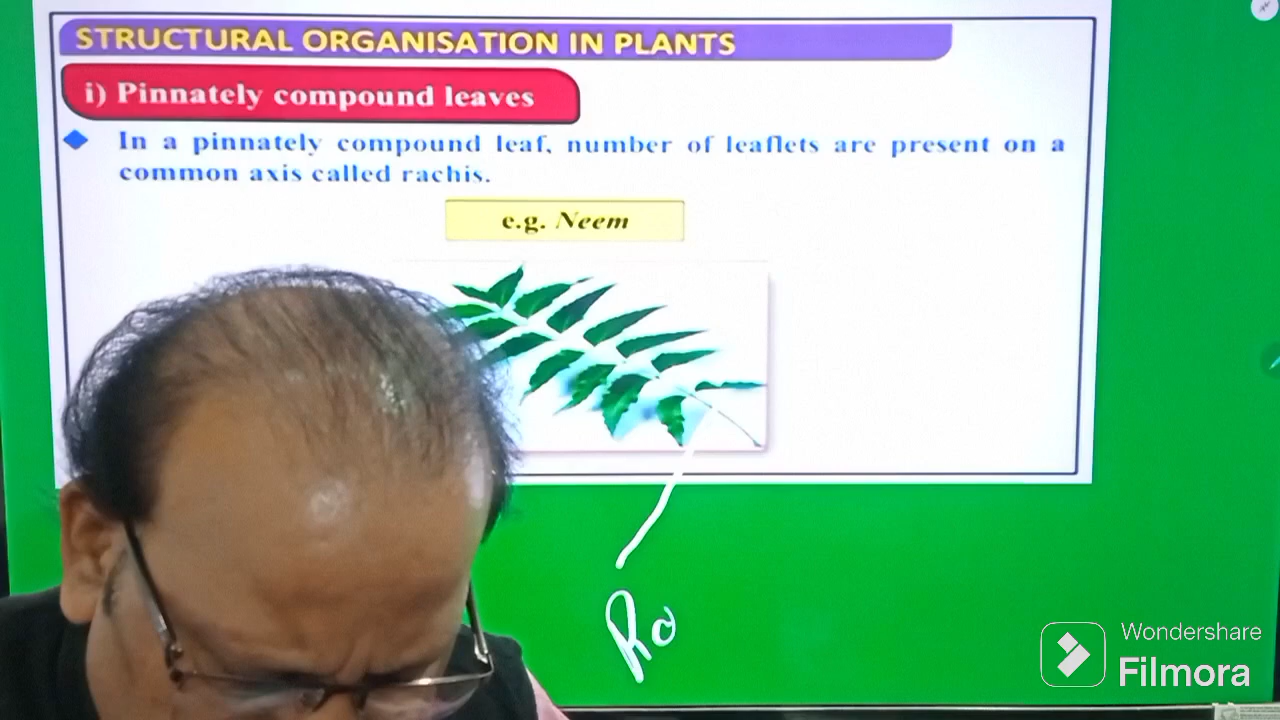 STRUCTURAL ORGANISATION IN PLANTS
i) Pinnately compound leaves
In a pinnately compound leaf, number of leaflets are present on a
common axis called rachis.
e.g. Neem
Ra
Wondershare
Filmora